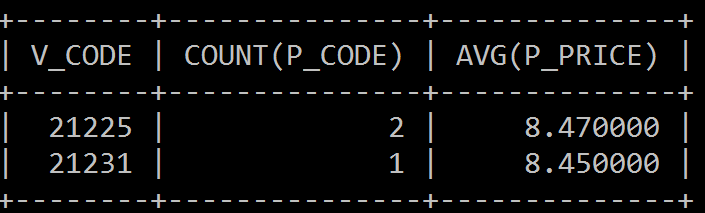 +--------+---------------+--------------+
| V_CODE | COUNT(P_CODE) | AVG(P_PRICE) |
+--------+---------------+--------------+
|  21225 |             2 |     8.470000 |
|  21231 |             1 |     8.450000 |
+--------+---------------+--------------+